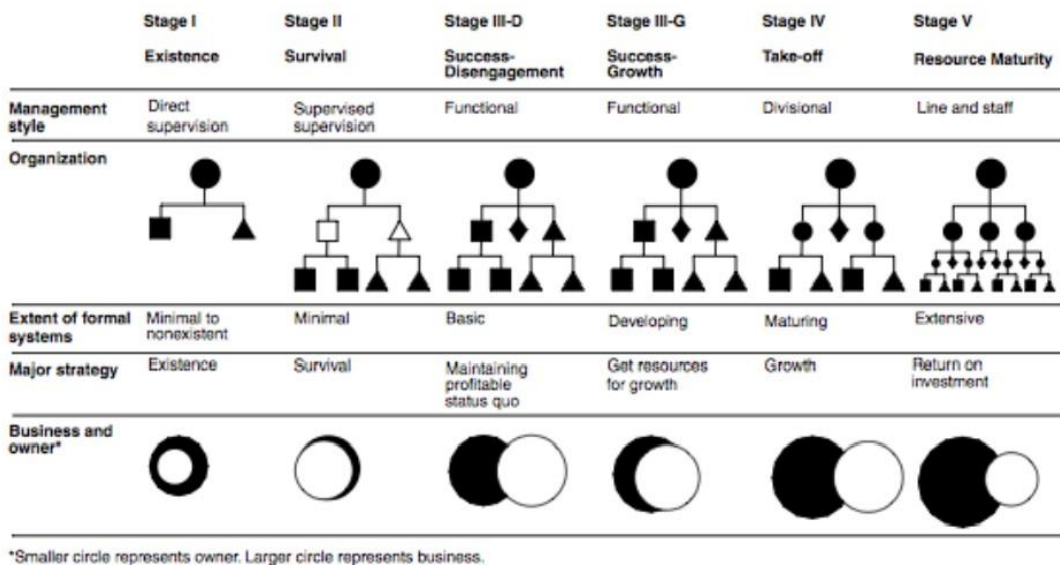 Stage I Stage II Stage III-D Stage III-G Stage IV Stage V
Existence Survival Success- Success- Take-off Resource Maturity
Disengagement Growth
Management Direct Supervised Functional Functional Divisional Line and staff
style supervision supervision
Organization
Extent of formal Minimal to Minimal Basic Developing Maturing Extensive
systems nonexistent
Major strategy Existence Survival Maintaining Get resources Growth Return on
profitable for growth investment
status quo
Business and
owner*
*Smaller circle represents owner. Larger circle represents business.